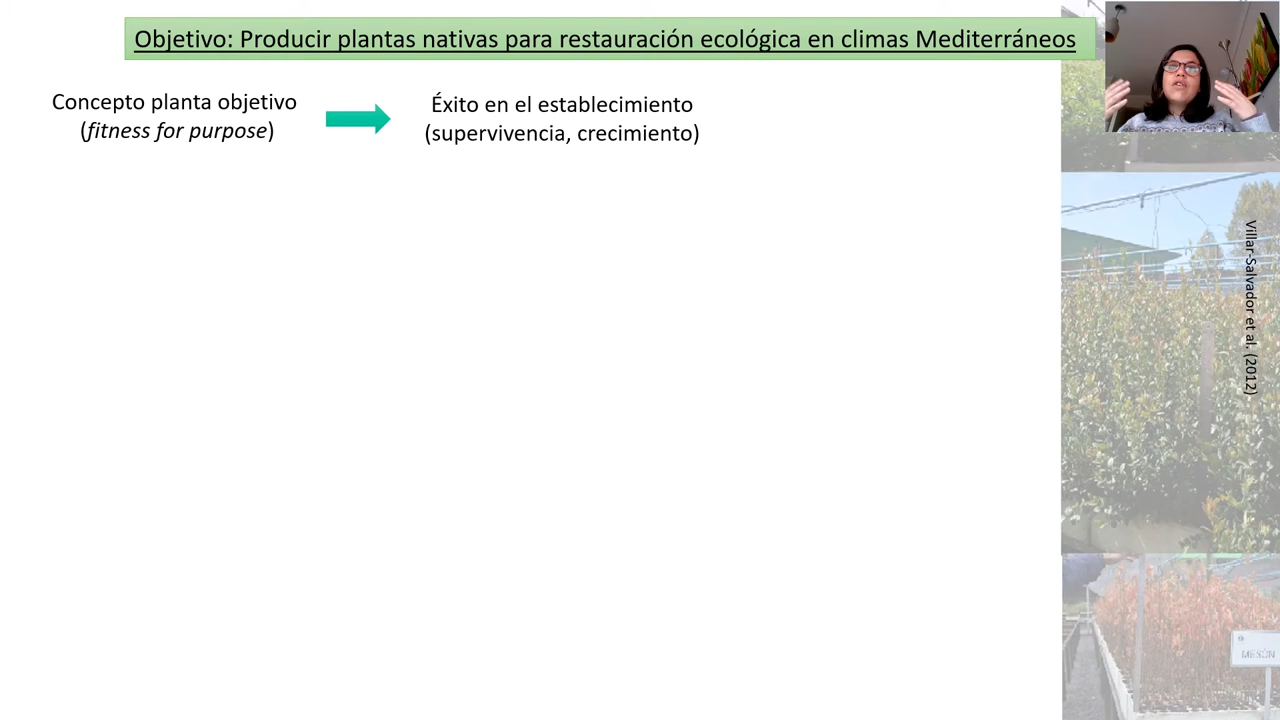 Objetivo: Producir plantas nativas para restauración ecológica en climas Mediterráneos
Concepto planta objetivo
(fitness for purpose)
Éxito en el establecimiento
(supervivencia, crecimiento)
Villar-Salvador et al. (2012)
MESÓN